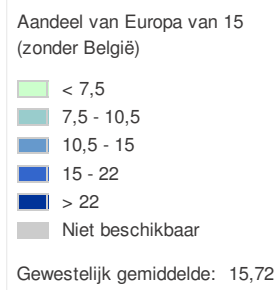 Aandeel van Europa van 15
(zonder België)
< 7,5
7,5 - 10,5
10,5 - 15
15 - 22
> 22
Niet beschikbaar
Gewestelijk gemiddelde: 15,72